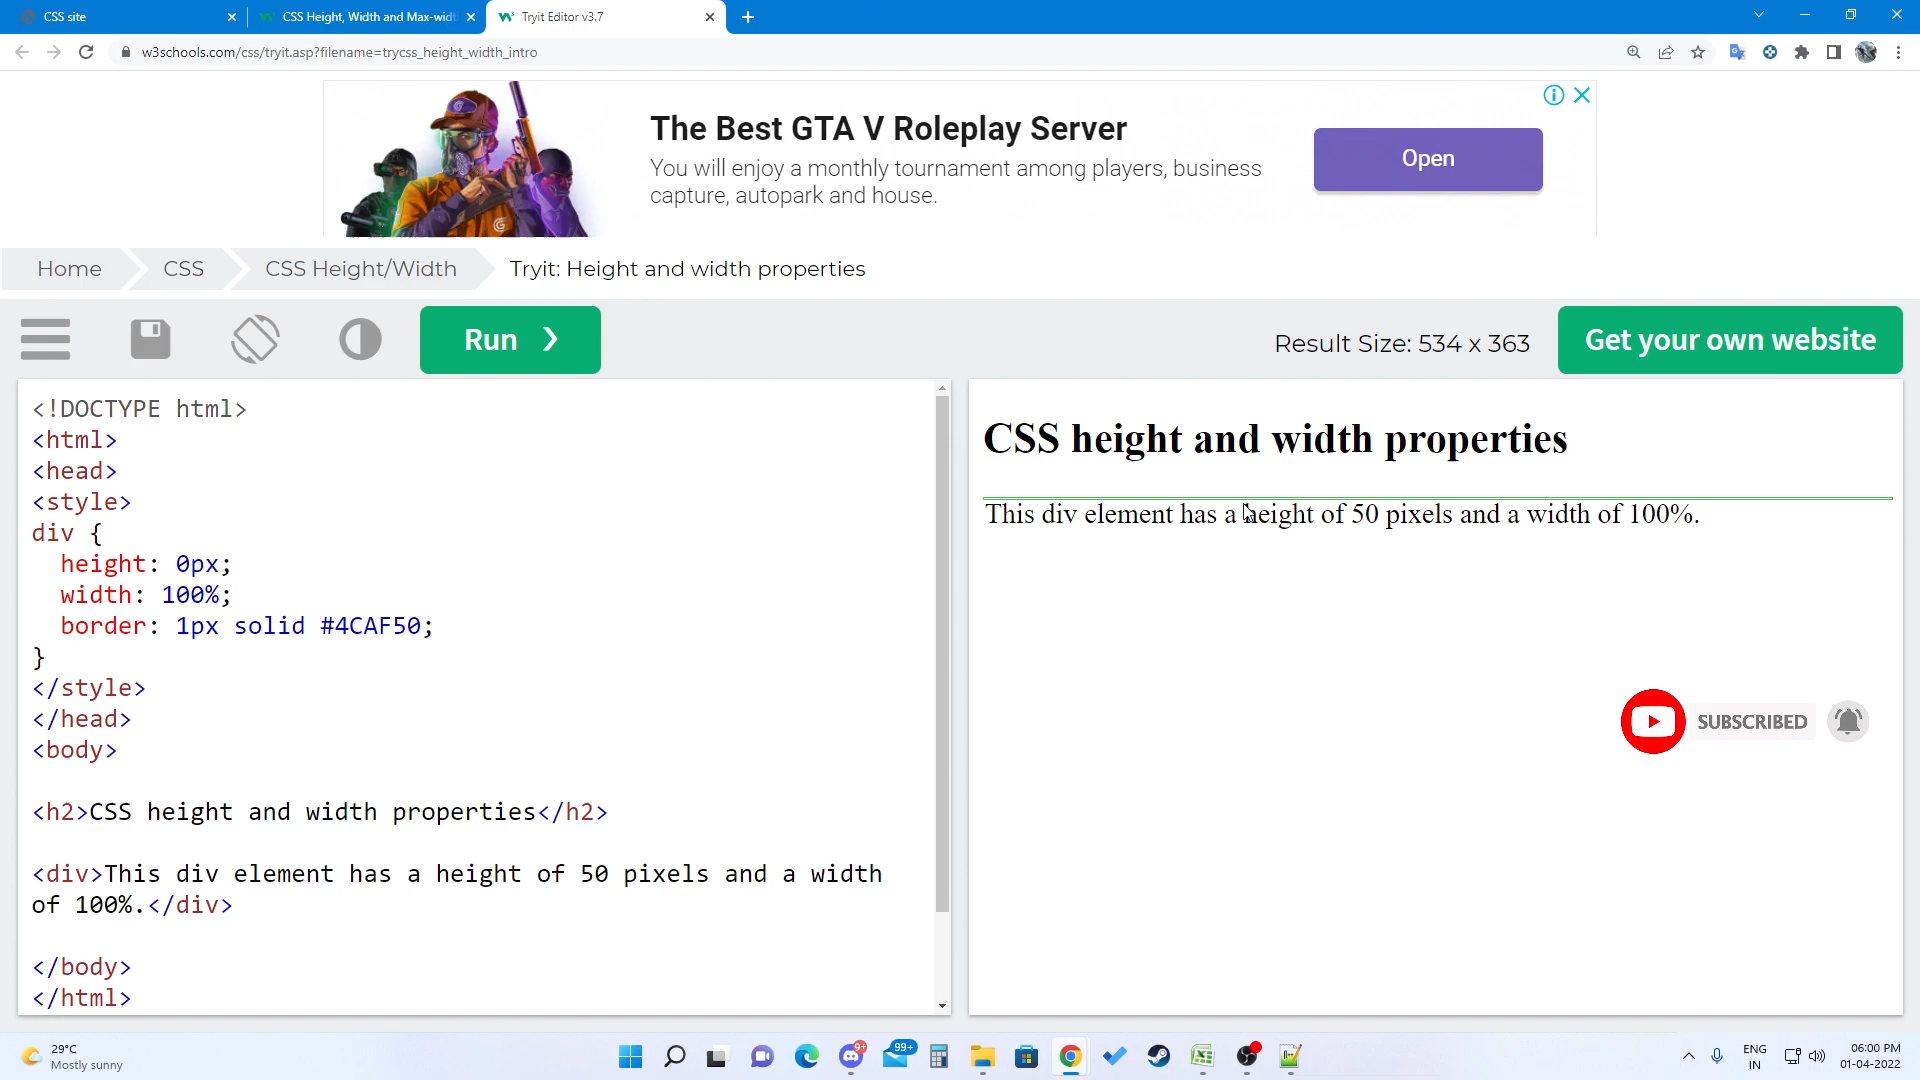 CSS site
CSS Height, Width and Max-widt
Tryit Editor v3.7
w3schools.com/css/tryit.asp?filename=trycss_height_width_intro
The Best GTA V Roleplay Server
You will enjoy a monthly tournament among players, business
capture, autopark and house.
Open
Home
CSS
CSS Height/Width
Tryit: Height and width properties
Run ❯
Result Size: 534 x 363
Get your own website
<!DOCTYPE html>
<html>
<head>
<style>
div {
  height: 0px;
  width: 100%;
  border: 1px solid #4CAF50;
}
</style>
</head>
<body>
<h2>CSS height and width properties</h2>
<div>This div element has a height of 50 pixels and a width
of 100%.</div>
</body>
</html>
CSS height and width properties
This div element has a height of 50 pixels and a width of 100%.
SUBSCRIBED
29°C
Mostly sunny
9+
99+
ENG
IN
06:00 PM
01-04-2022